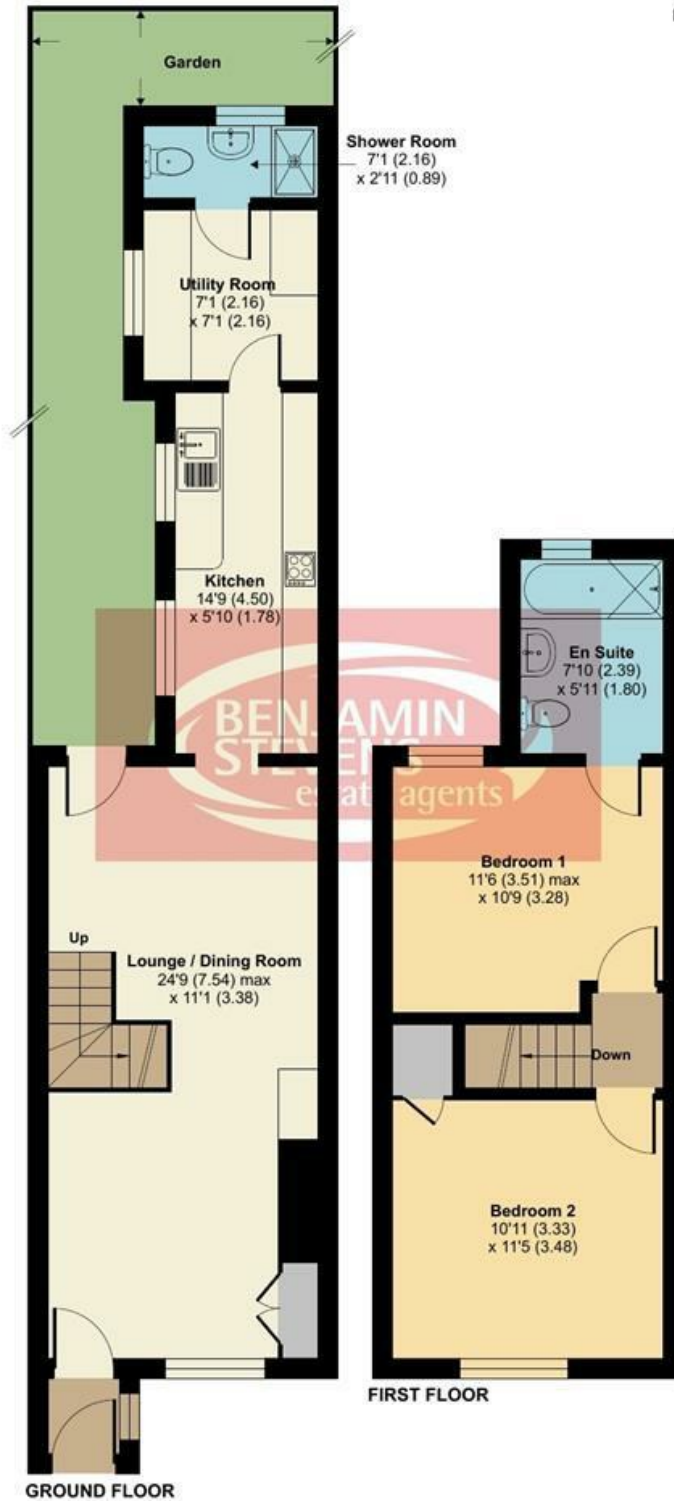 Garden
Shower Room
7'1 (2.16)
x 2'11 (0.89)
Utility Room
7'1 (2.16)
x 7'1 (2.16)
Kitchen
14'9 (4.50)
x 5'10 (1.78)
En Suite
7'10 (2.39)
x 5'11 (1.80)
BENJAMIN
STEVENS
estate agents
Bedroom 1
11'6 (3.51) max
x 10'9 (3.28)
Up
Lounge / Dining Room
24'9 (7.54) max
x 11'1 (3.38)
Down
Bedroom 2
10'11 (3.33)
x 11'5 (3.48)
FIRST FLOOR
GROUND FLOOR